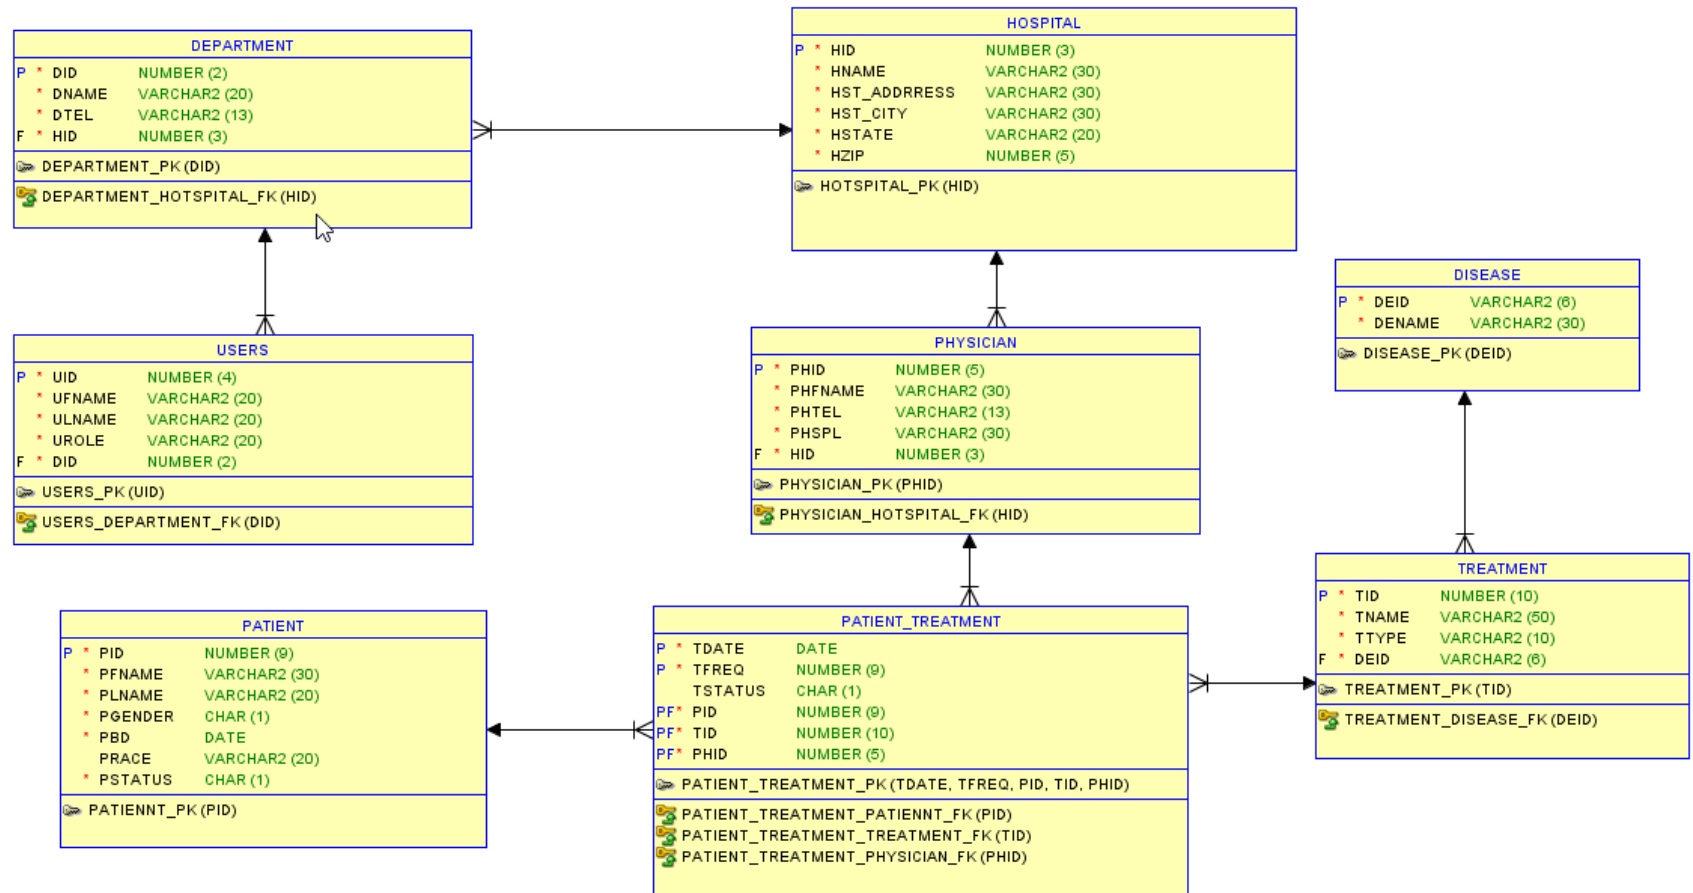 DEPARTMENT
P * DID NUMBER (2)
* DNAME VARCHAR2 (20)
* DTEL VARCHAR2 (13)
F * HID NUMBER (3)
DEPARTMENT_PK (DID)
DEPARTMENT_HOTSPITAL_FK (HID)
HOSPITAL
P * HID NUMBER (3)
* HNAME VARCHAR2 (30)
* HST_ADDRRESS VARCHAR2 (30)
* HST_CITY VARCHAR2 (30)
* HSTATE VARCHAR2 (20)
* HZIP NUMBER (5)
HOTSPITAL_PK (HID)
DISEASE
P * DEID VARCHAR2 (6)
* DENAME VARCHAR2 (30)
DISEASE_PK (DEID)
USERS
P * UID NUMBER (4)
* UFNAME VARCHAR2 (20)
* ULNAME VARCHAR2 (20)
* UROLE VARCHAR2 (20)
F * DID NUMBER (2)
USERS_PK (UID)
USERS_DEPARTMENT_FK (DID)
PHYSICIAN
P * PHID NUMBER (5)
* PHFNAME VARCHAR2 (30)
* PHTEL VARCHAR2 (13)
* PHSPL VARCHAR2 (30)
F * HID NUMBER (3)
PHYSICIAN_PK (PHID)
PHYSICIAN_HOTSPITAL_FK (HID)
TREATMENT
P * TID NUMBER (10)
* TNAME VARCHAR2 (50)
* TTYPE VARCHAR2 (10)
F * DEID VARCHAR2 (6)
TREATMENT_PK (TID)
TREATMENT_DISEASE_FK (DEID)
PATIENT
P * PID NUMBER (9)
* PFNAME VARCHAR2 (30)
* PLNAME VARCHAR2 (20)
* PGENDER CHAR (1)
* PBD DATE
PRACE VARCHAR2 (20)
* PSTATUS CHAR (1)
PATIENNT_PK (PID)
PATIENT_TREATMENT
P * TDATE DATE
P * TFREQ NUMBER (9)
TSTATUS CHAR (1)
PF* PID NUMBER (9)
PF* TID NUMBER (10)
PF* PHID NUMBER (5)
PATIENT_TREATMENT_PK (TDATE, TFREQ, PID, TID, PHID)
PATIENT_TREATMENT_PATIENNT_FK (PID)
PATIENT_TREATMENT_TREATMENT_FK (TID)
PATIENT_TREATMENT_PHYSICIAN_FK (PHID)